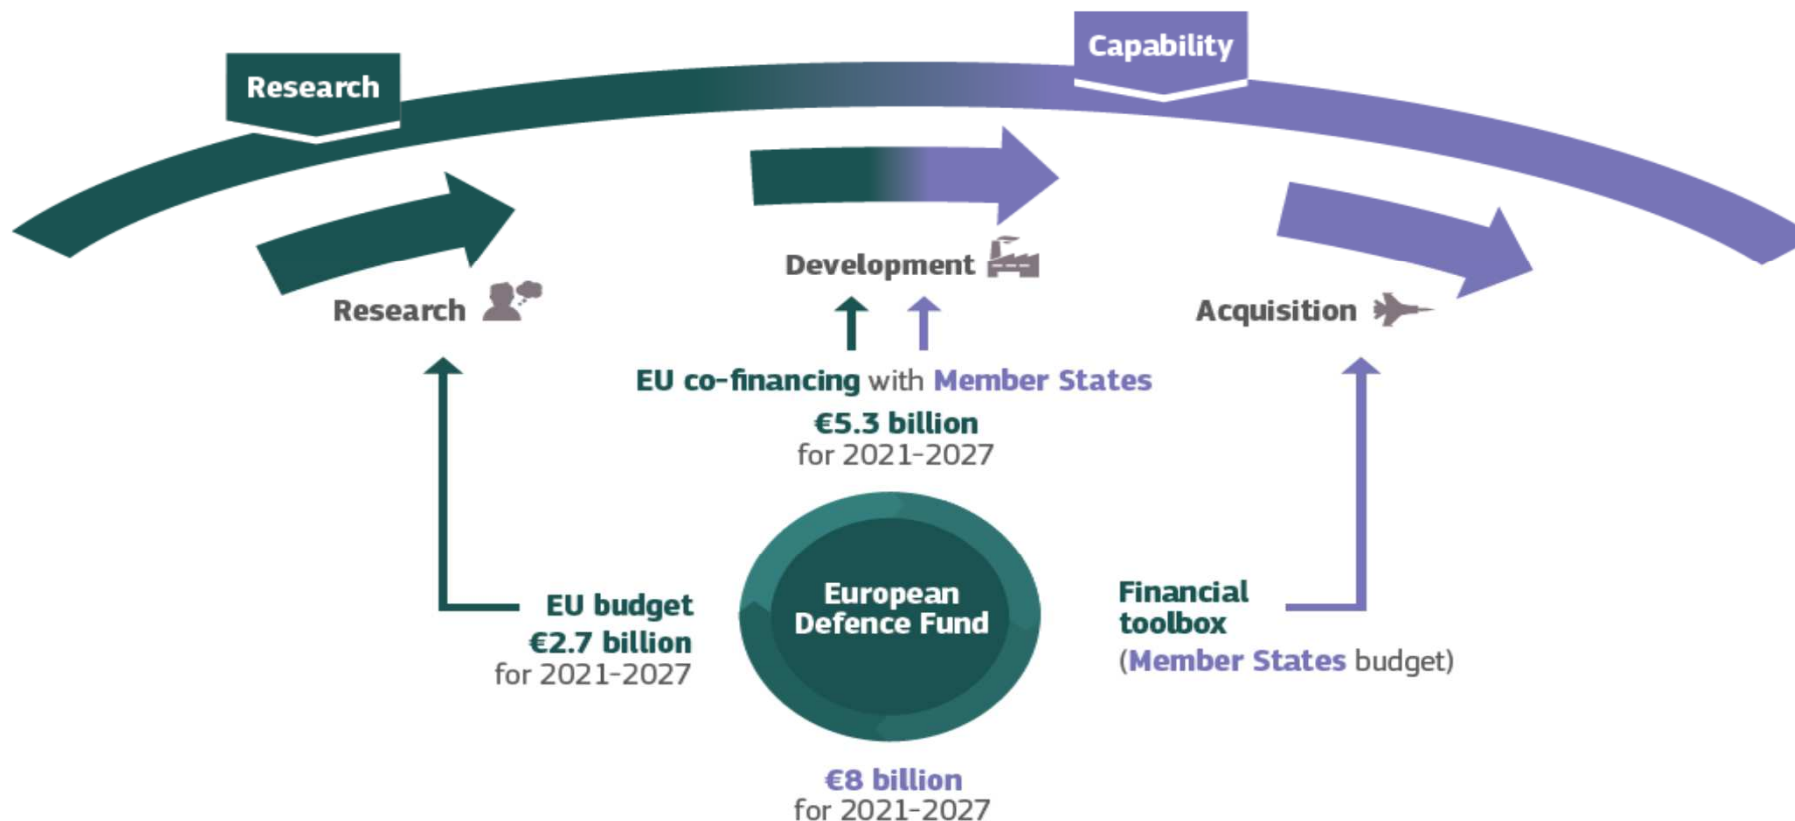 Research
Capability
Research
Development
Acquisition
EU co-financing with Member States
€5.3 billion
for 2021-2027
EU budget
€2.7 billion
for 2021-2027
European
Defence Fund
Financial
toolbox
(Member States budget)
€8 billion
for 2021-2027